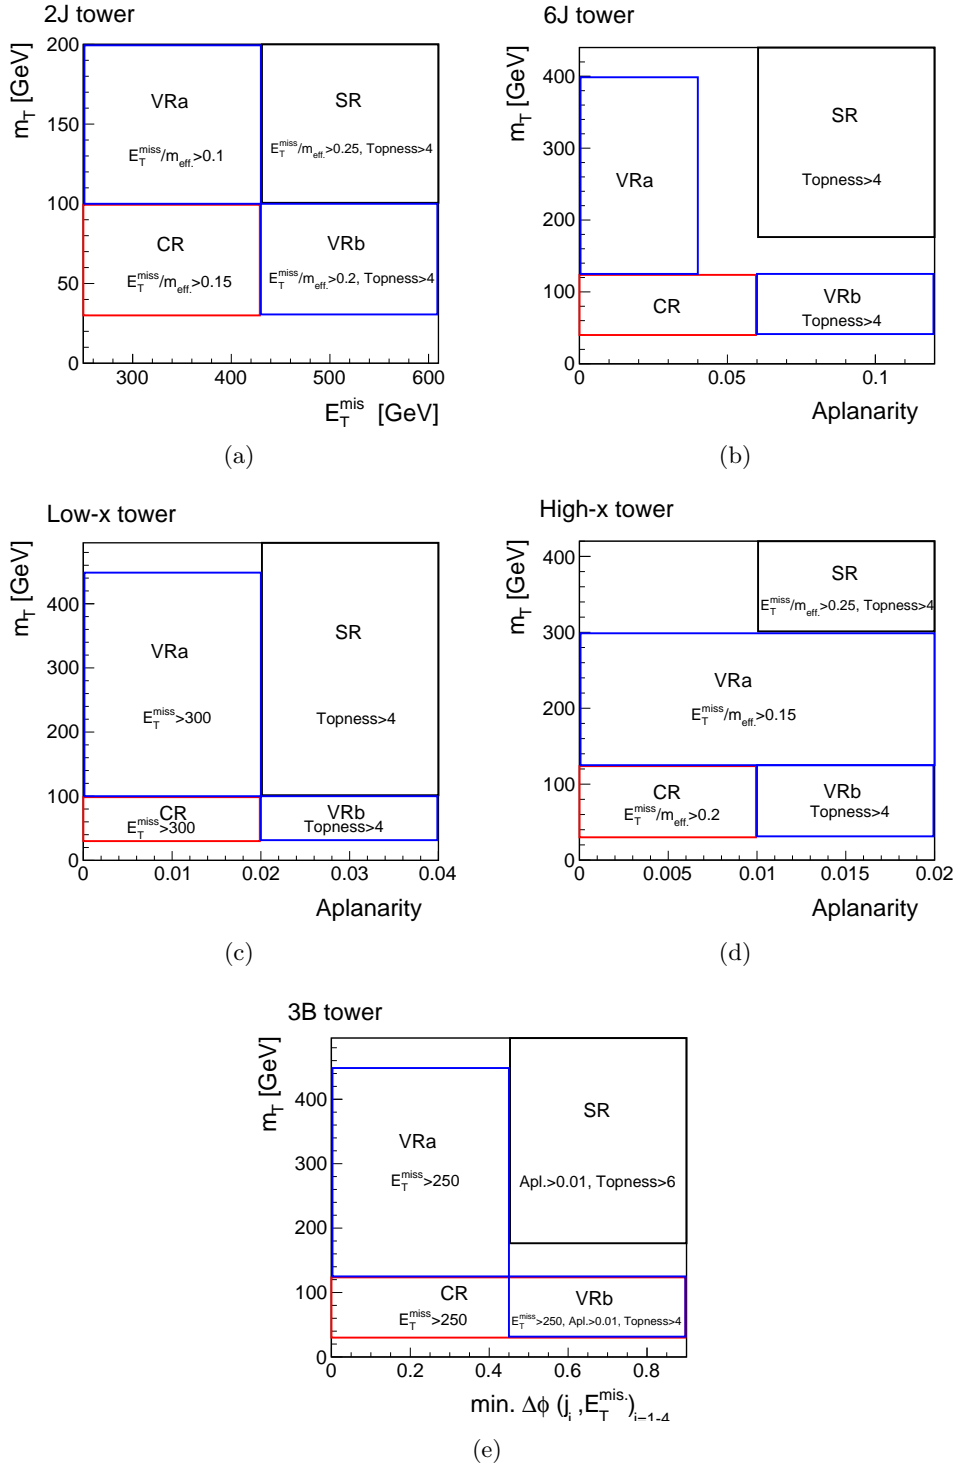 2J tower
m_T [GeV]
200
150
100
50
0
VRa
E_T^miss/m_eff.>0.1
SR
E_T^miss/m_eff.>0.25, Topness>4
CR
E_T^miss/m_eff.>0.15
VRb
E_T^miss/m_eff.>0.2, Topness>4
300 400 500 600
E_T^mis [GeV]
(a)
6J tower
m_T [GeV]
400
300
200
100
0
VRa
SR
Topness>4
CR
VRb
Topness>4
0 0.05 0.1
Aplanarity
(b)
Low-x tower
m_T [GeV]
400
300
200
100
0
VRa
E_T^miss>300
SR
Topness>4
CR
E_T^miss>300
VRb
Topness>4
0 0.01 0.02 0.03 0.04
Aplanarity
(c)
High-x tower
m_T [GeV]
400
300
200
100
0
SR
E_T^miss/m_eff.>0.25, Topness>4
VRa
E_T^miss/m_eff.>0.15
CR
E_T^miss/m_eff.>0.2
VRb
Topness>4
0 0.005 0.01 0.015 0.02
Aplanarity
(d)
3B tower
m_T [GeV]
400
300
200
100
0
VRa
E_T^miss>250
SR
Apl.>0.01, Topness>6
CR
E_T^miss>250
VRb
E_T^miss>250, Apl.>0.01, Topness>4
0 0.2 0.4 0.6 0.8
min. Δϕ (j_i ,E_T^mis.)_i=1-4
(e)